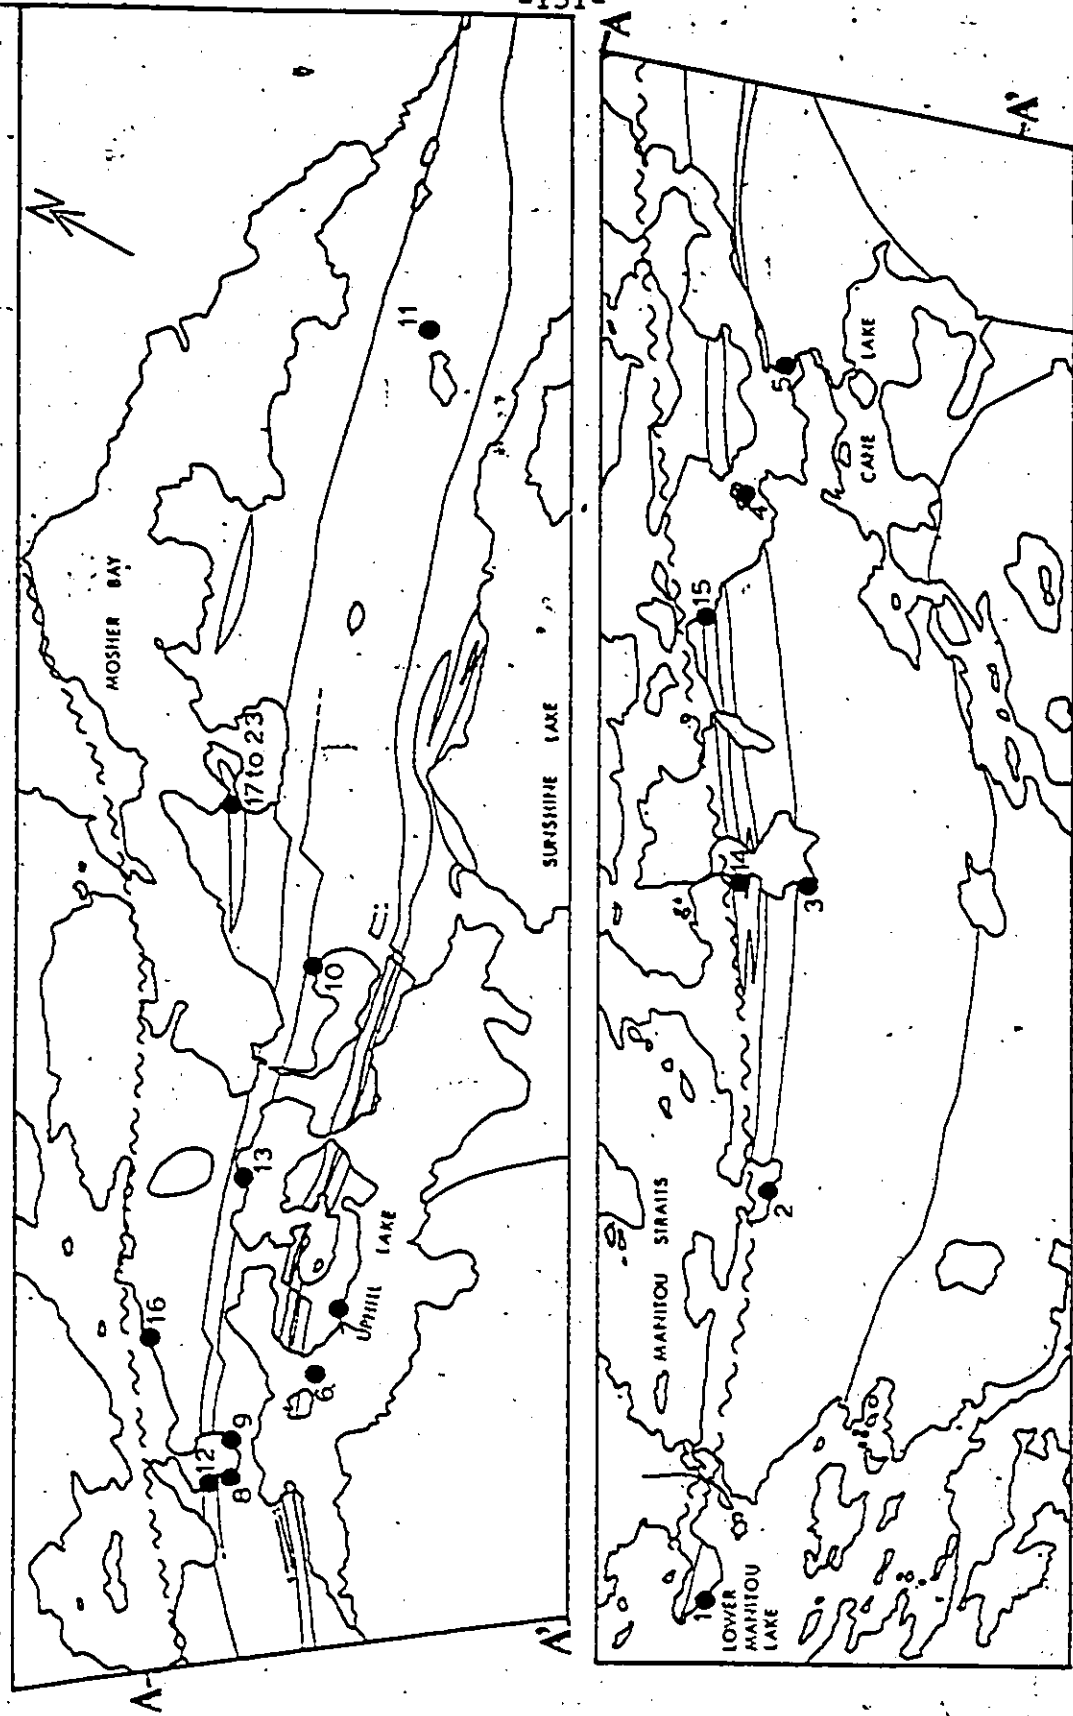 -131-
N
MOSHER BAY
11
17 to 23
10
13
16
12
9
8
6
7
UPHILL LAKE
SUNSHINE LAKE
A
A'
A
A'
15
14
3
4
5
CANE LAKE
2
MANITOU STRAITS
1
LOWER
MANITOU
LAKE